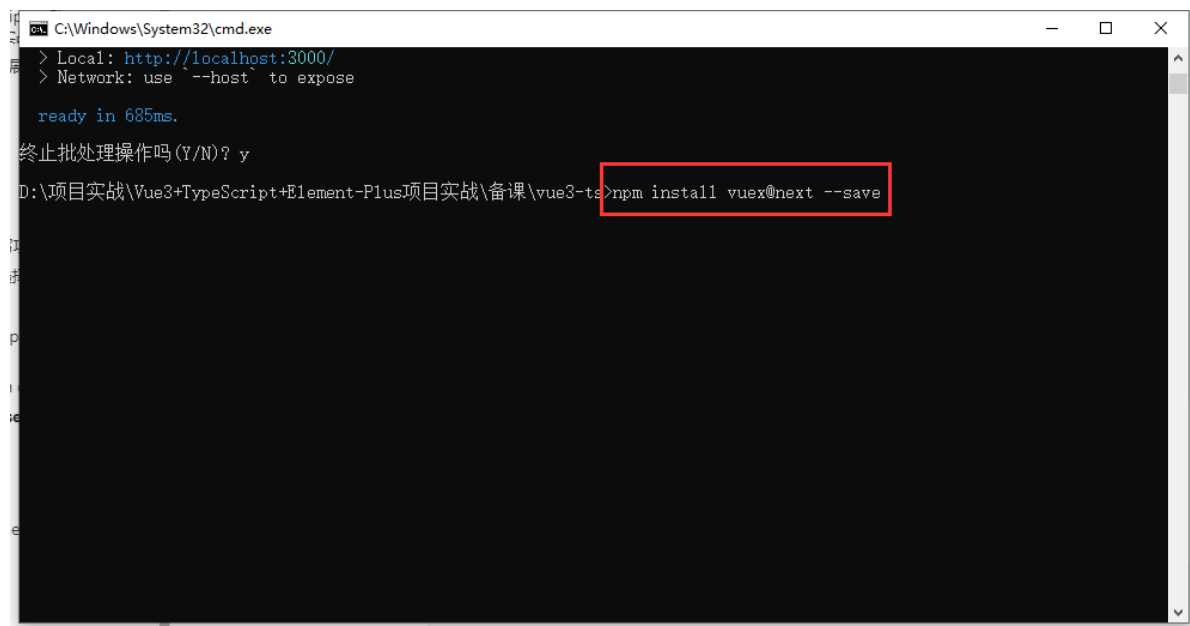 C:\Windows\System32\cmd.exe
> Local: http://localhost:3000/
> Network: use `--host` to expose
ready in 685ms.
终止批处理操作吗(Y/N)? y
D:\项目实战\Vue3+TypeScript+Element-Plus项目实战\备课\vue3-ts>npm install vuex@next --save